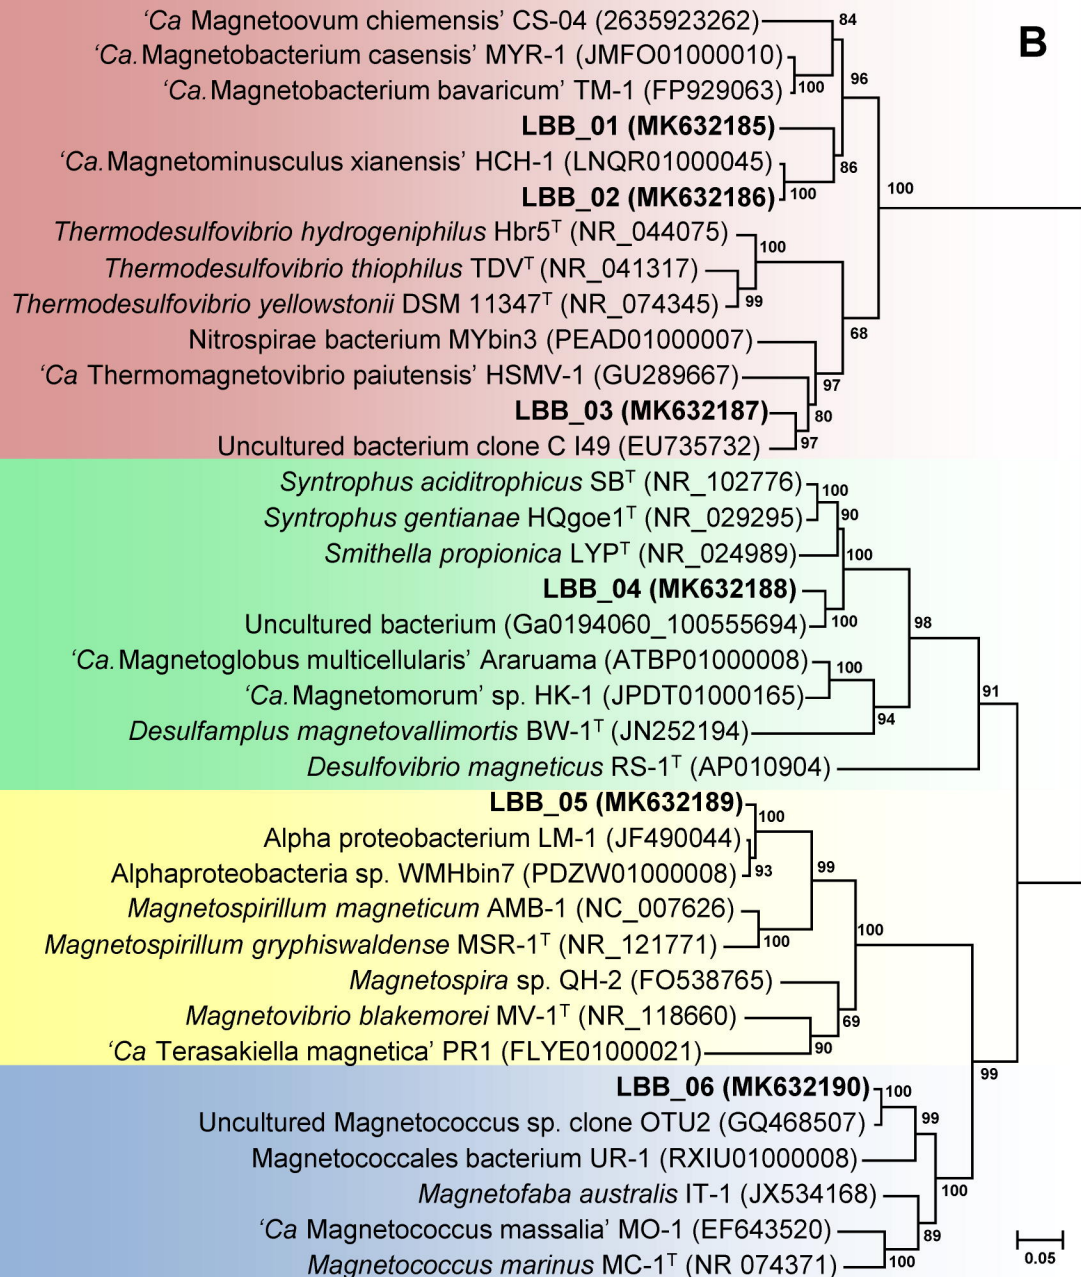 B
‘Ca Magnetoovum chiemensis’ CS-04 (2635923262) 84
‘Ca. Magnetobacterium casensis’ MYR-1 (JMFO01000010) 96
‘Ca. Magnetobacterium bavaricum’ TM-1 (FP929063) 100
LBB_01 (MK632185)
‘Ca. Magnetominusculus xianensis’ HCH-1 (LNQR01000045) 86
LBB_02 (MK632186) 100 100
Thermodesulfovibrio hydrogeniphilus Hbr5ᵀ (NR_044075) 100
Thermodesulfovibrio thiophilus TDVᵀ (NR_041317)
Thermodesulfovibrio yellowstonii DSM 11347ᵀ (NR_074345) 99
Nitrospirae bacterium MYbin3 (PEAD01000007) 68
‘Ca Thermomagnetovibrio paiutensis’ HSMV-1 (GU289667) 97
LBB_03 (MK632187) 80
Uncultured bacterium clone C I49 (EU735732) 97
Syntrophus aciditrophicus SBᵀ (NR_102776) 100
Syntrophus gentianae HQgoe1ᵀ (NR_029295) 90
Smithella propionica LYPᵀ (NR_024989) 100
LBB_04 (MK632188)
Uncultured bacterium (Ga0194060_100555694) 100 98
‘Ca. Magnetoglobus multicellularis’ Araruama (ATBP01000008) 100
‘Ca. Magnetomorum’ sp. HK-1 (JPDT01000165) 91
Desulfamplus magnetovallimortis BW-1ᵀ (JN252194) 94
Desulfovibrio magneticus RS-1ᵀ (AP010904)
LBB_05 (MK632189) 100
Alpha proteobacterium LM-1 (JF490044)
Alphaproteobacteria sp. WMHbin7 (PDZW01000008) 93 99
Magnetospirillum magneticum AMB-1 (NC_007626)
Magnetospirillum gryphiswaldense MSR-1ᵀ (NR_121771) 100 100
Magnetospira sp. QH-2 (FO538765)
Magnetovibrio blakemorei MV-1ᵀ (NR_118660) 69
‘Ca Terasakiella magnetica’ PR1 (FLYE01000021) 90
99
LBB_06 (MK632190) 100
Uncultured Magnetococcus sp. clone OTU2 (GQ468507) 99
Magnetococcales bacterium UR-1 (RXIU01000008)
Magnetofaba australis IT-1 (JX534168) 100
‘Ca Magnetococcus massalia’ MO-1 (EF643520) 89
Magnetococcus marinus MC-1ᵀ (NR 074371) 100
0.05